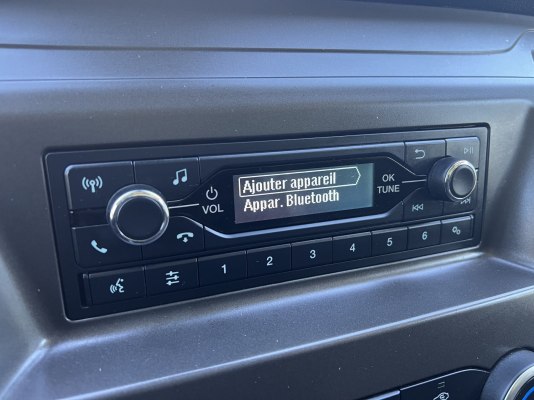 Ajouter appareil
Appar. Bluetooth
VOL
OK
TUNE
1 2 3 4 5 6